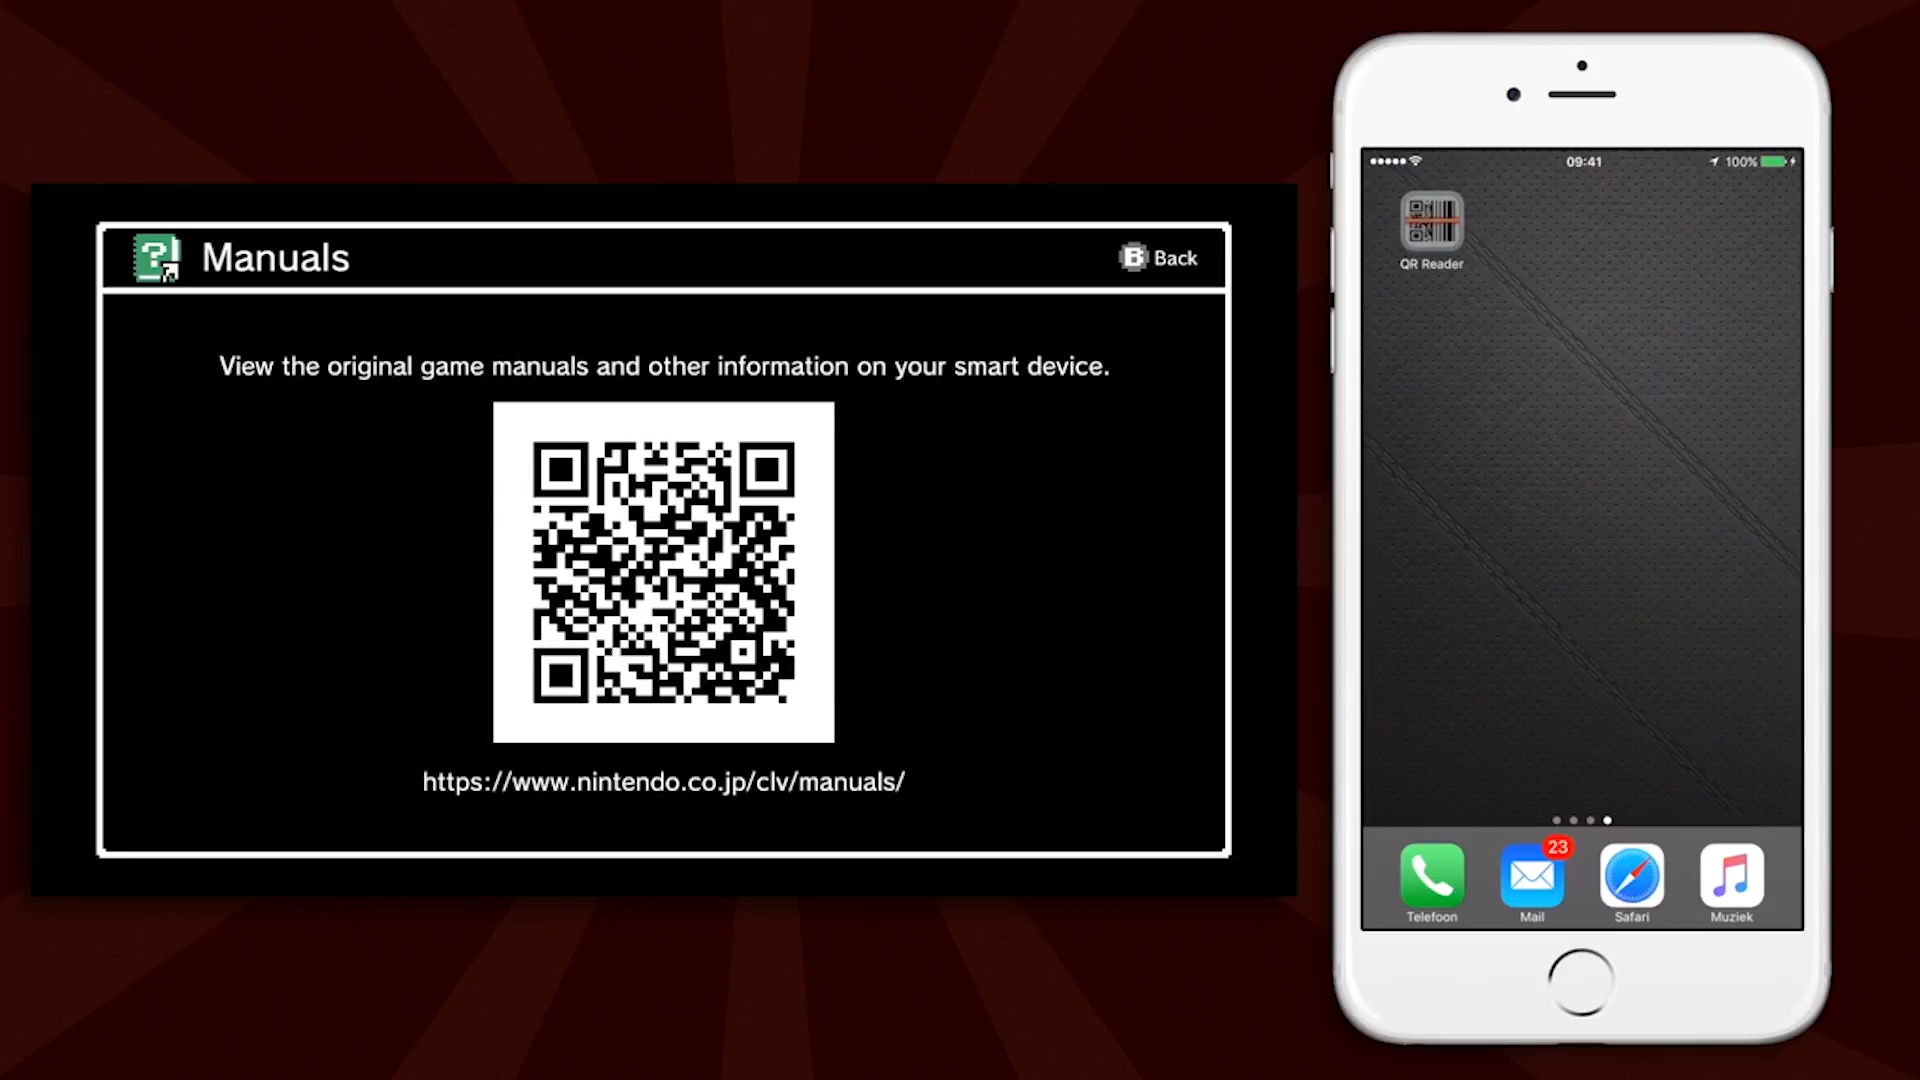 Manuals
B Back
View the original game manuals and other information on your smart device.
https://www.nintendo.co.jp/clv/manuals/
09:41
100%
QR Reader
23
Telefoon
Mail
Safari
Muziek